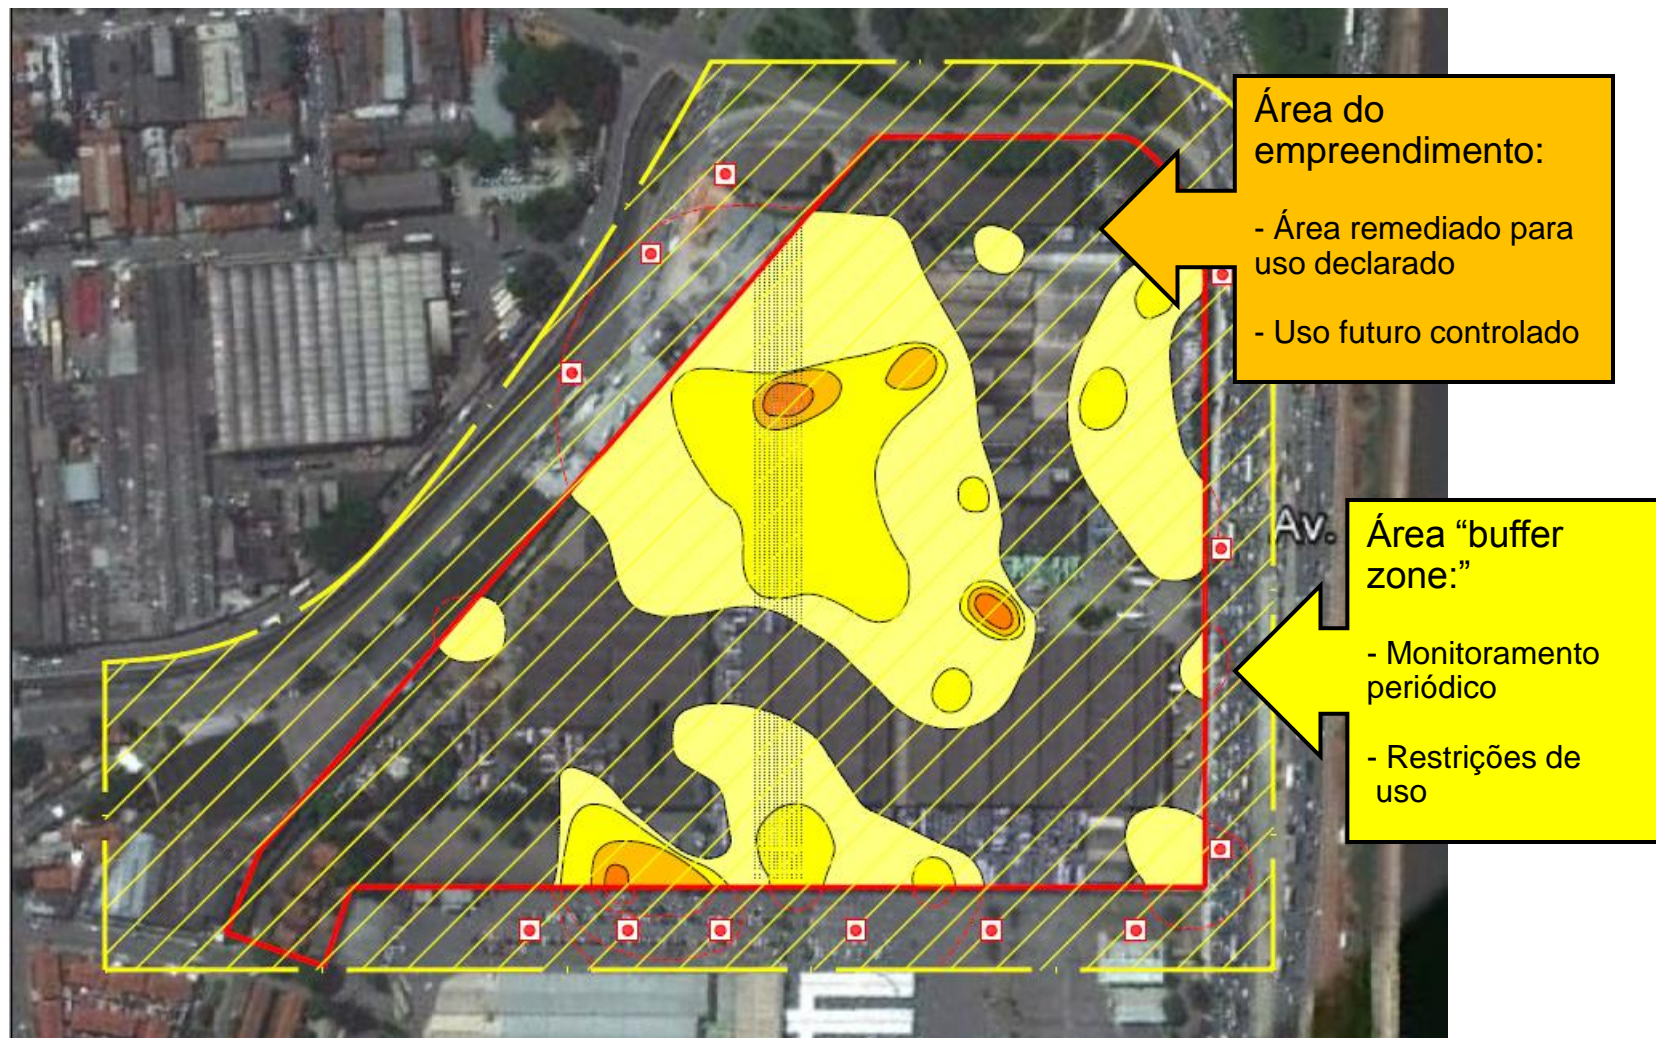 Área do
empreendimento:
- Área remediado para
uso declarado
- Uso futuro controlado
Av.
Área “buffer
zone:”
- Monitoramento
periódico
- Restrições de
uso